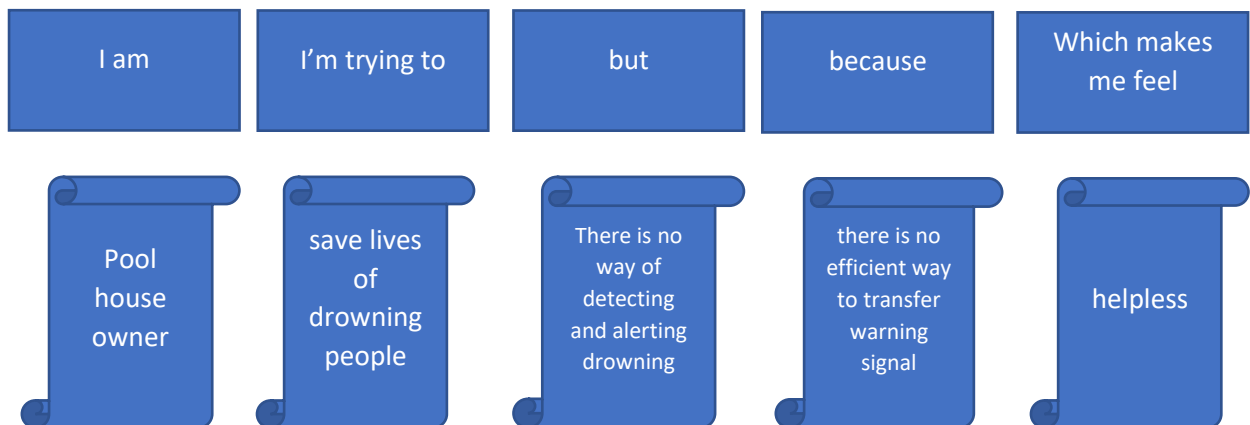 I am
I’m trying to
but
because
Which makes
me feel
Pool
house
owner
save lives
of
drowning
people
There is no
way of
detecting
and alerting
drowning
there is no
efficient way
to transfer
warning
signal
helpless